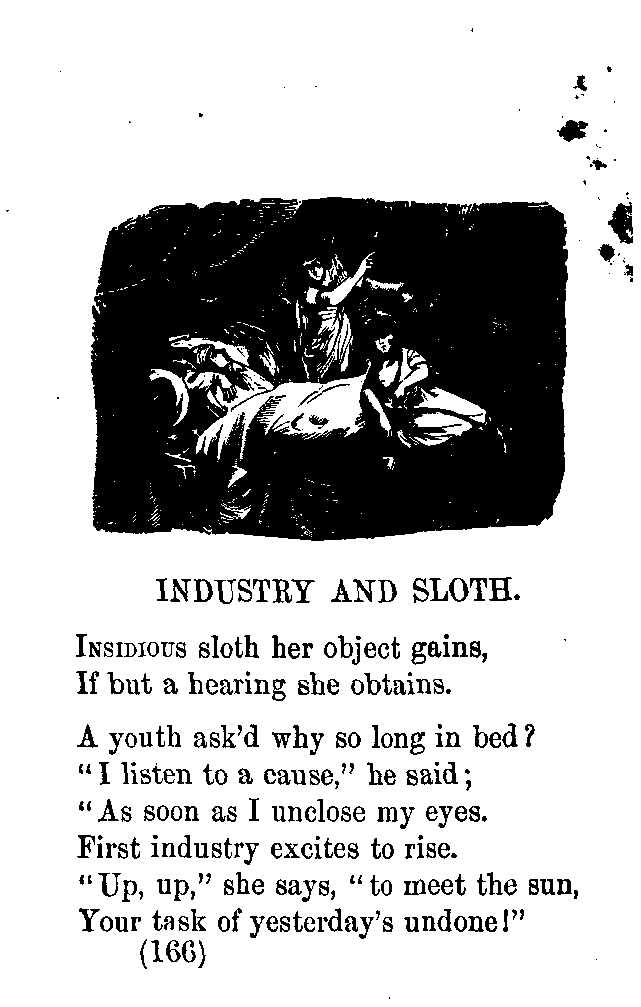 INDUSTRY AND SLOTH.
INSIDIOUS sloth her object gains,
If but a hearing she obtains.
A youth ask'd why so long in bed?
"I listen to a cause," he said;
"As soon as I unclose my eyes.
First industry excites to rise.
"Up, up," she says, "to meet the sun,
Your task of yesterday's undone!"
(166)